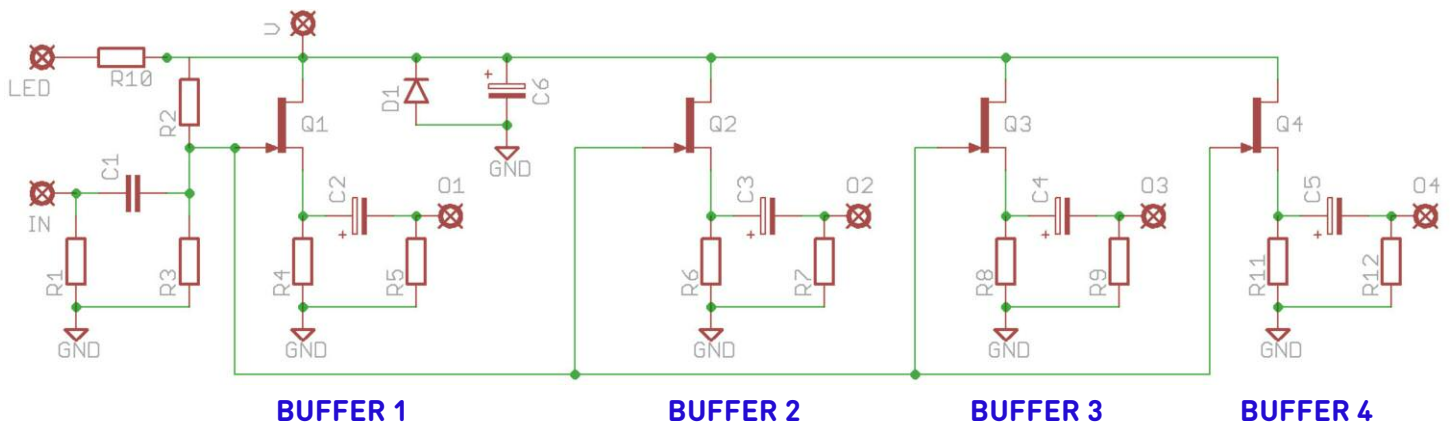 U
LED
R10
R2
Q1
D1
C6
Q2
Q3
Q4
GND
C1
IN
C2
O1
C3
O2
C4
O3
C5
O4
R1
R3
R4
R5
R6
R7
R8
R9
R11
R12
GND
GND
GND
GND
GND
BUFFER 1
BUFFER 2
BUFFER 3
BUFFER 4